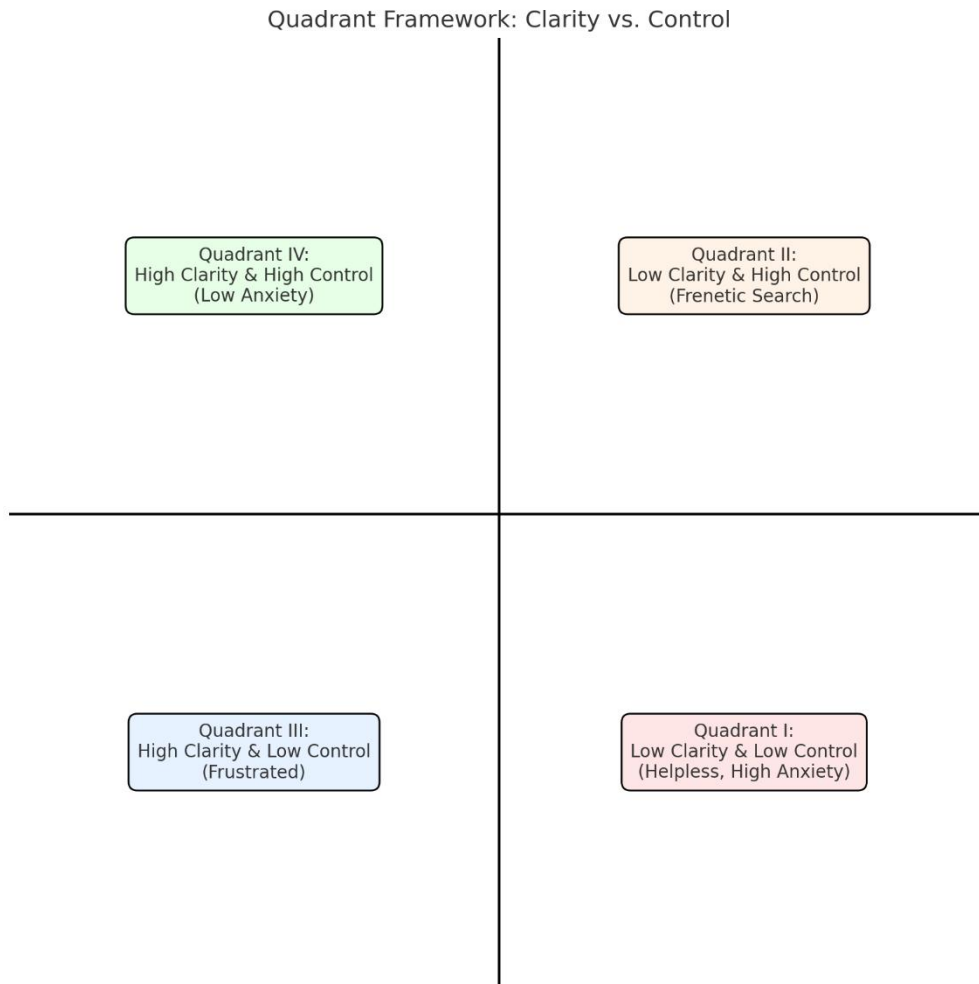 Quadrant Framework: Clarity vs. Control
Quadrant IV:
High Clarity & High Control
(Low Anxiety)
Quadrant II:
Low Clarity & High Control
(Frenetic Search)
Quadrant III:
High Clarity & Low Control
(Frustrated)
Quadrant I:
Low Clarity & Low Control
(Helpless, High Anxiety)